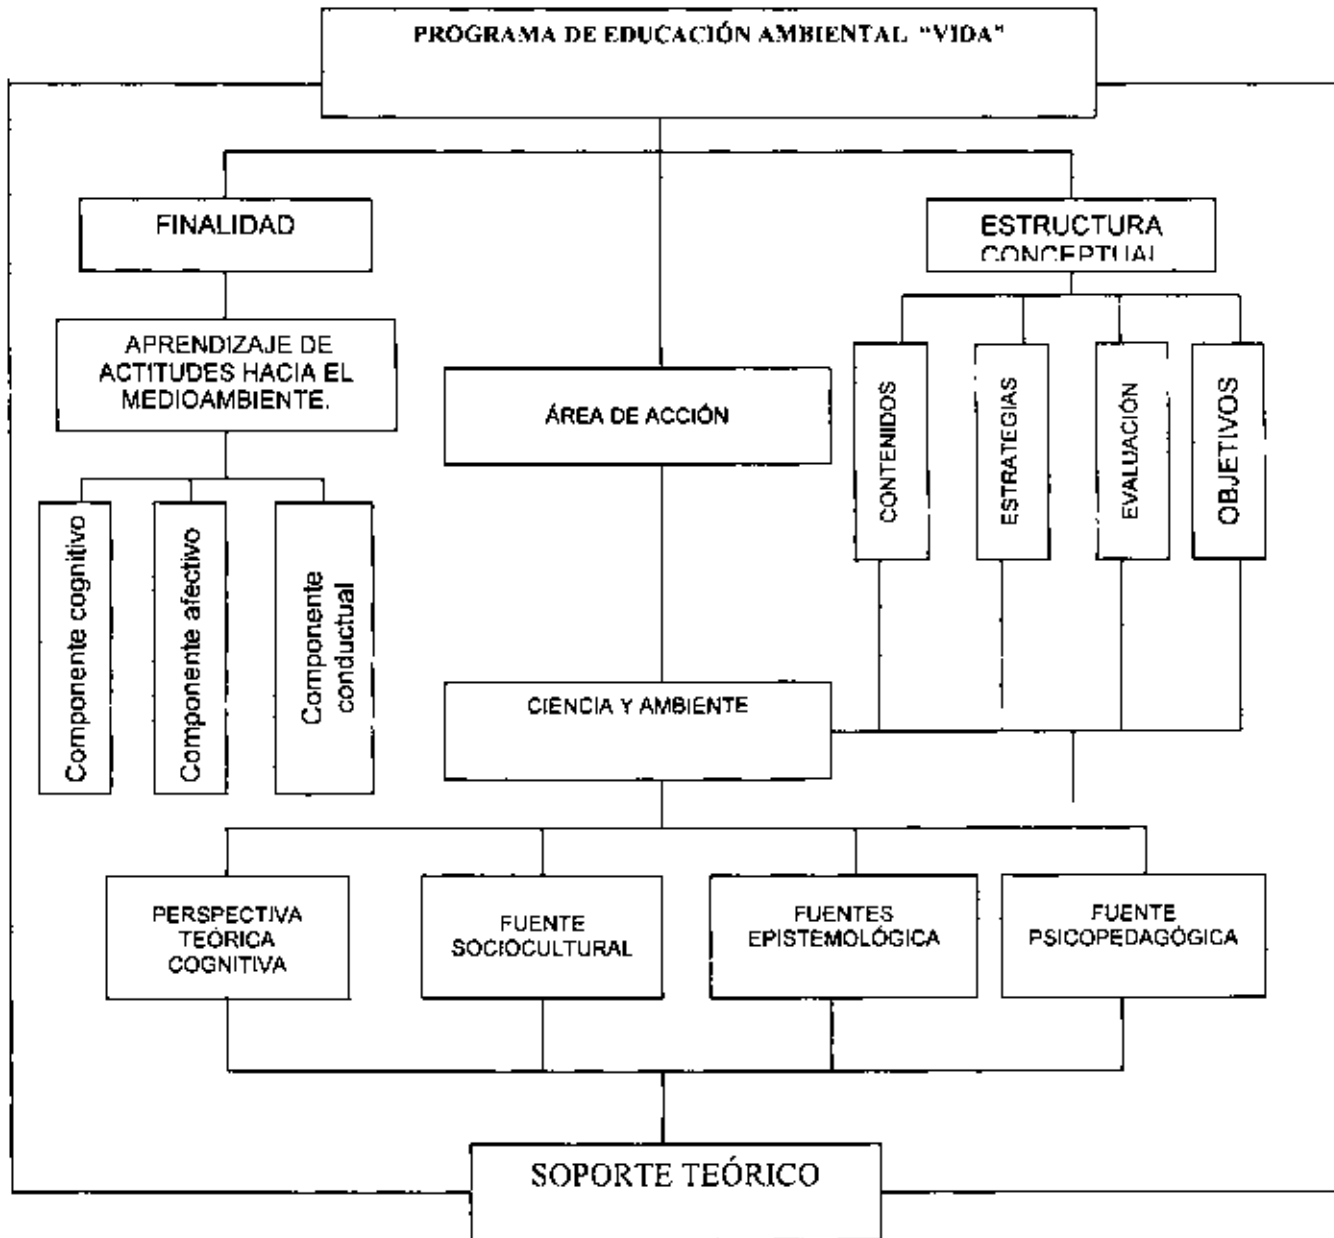 PROGRAMA DE EDUCACIÓN AMBIENTAL “VIDA”
FINALIDAD
ESTRUCTURA
CONCEPTUAL
APRENDIZAJE DE
ACTITUDES HACIA EL
MEDIOAMBIENTE.
ÁREA DE ACCIÓN
CONTENIDOS
ESTRATEGIAS
EVALUACIÓN
OBJETIVOS
Componente cognitivo
Componente afectivo
Componente
conductual
CIENCIA Y AMBIENTE
PERSPECTIVA
TEÓRICA
COGNITIVA
FUENTE
SOCIOCULTURAL
FUENTES
EPISTEMOLÓGICA
FUENTE
PSICOPEDAGÓGICA
SOPORTE TEÓRICO